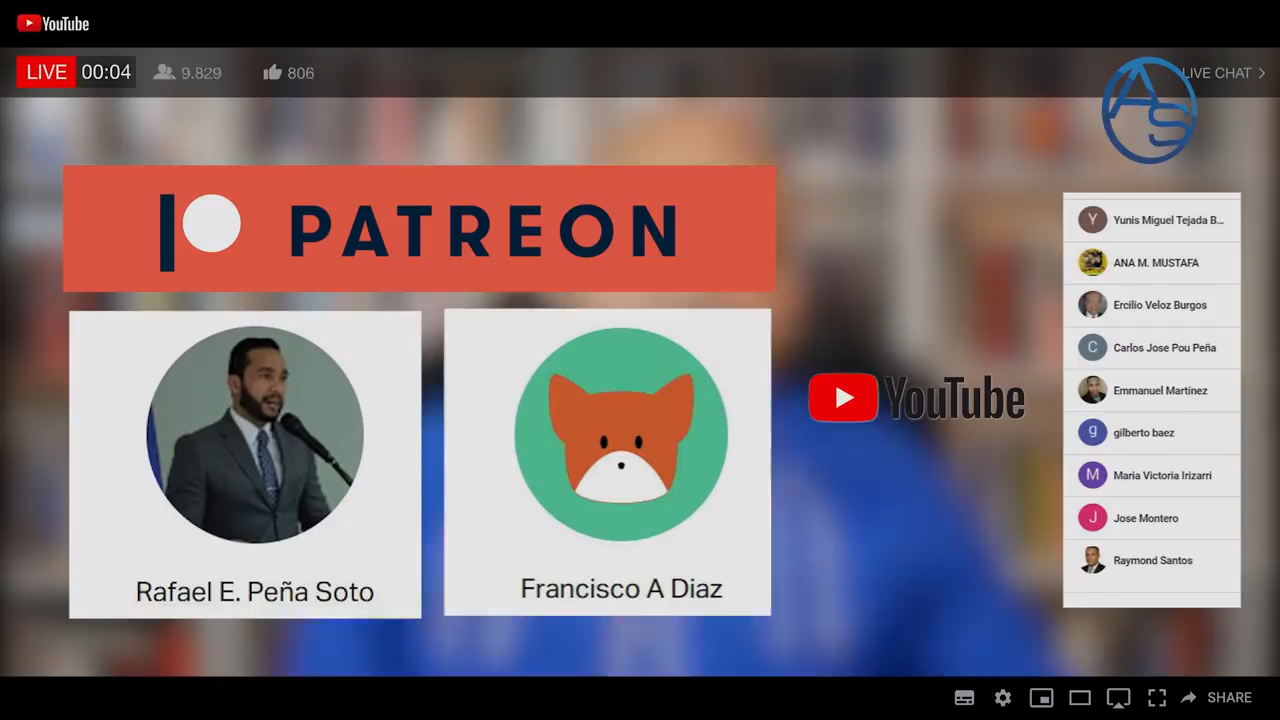 YouTube
LIVE 00:04 9.829 806
LIVE CHAT
AS
PATREON
Yunis Miguel Tejada B...
ANA M. MUSTAFA
Ercilio Veloz Burgos
Carlos Jose Pou Peña
YouTube
Emmanuel Martínez
g gilberto baez
Maria Victoria Irizarri
Jose Montero
Raymond Santos
Rafael E. Peña Soto
Francisco A Diaz
SHARE